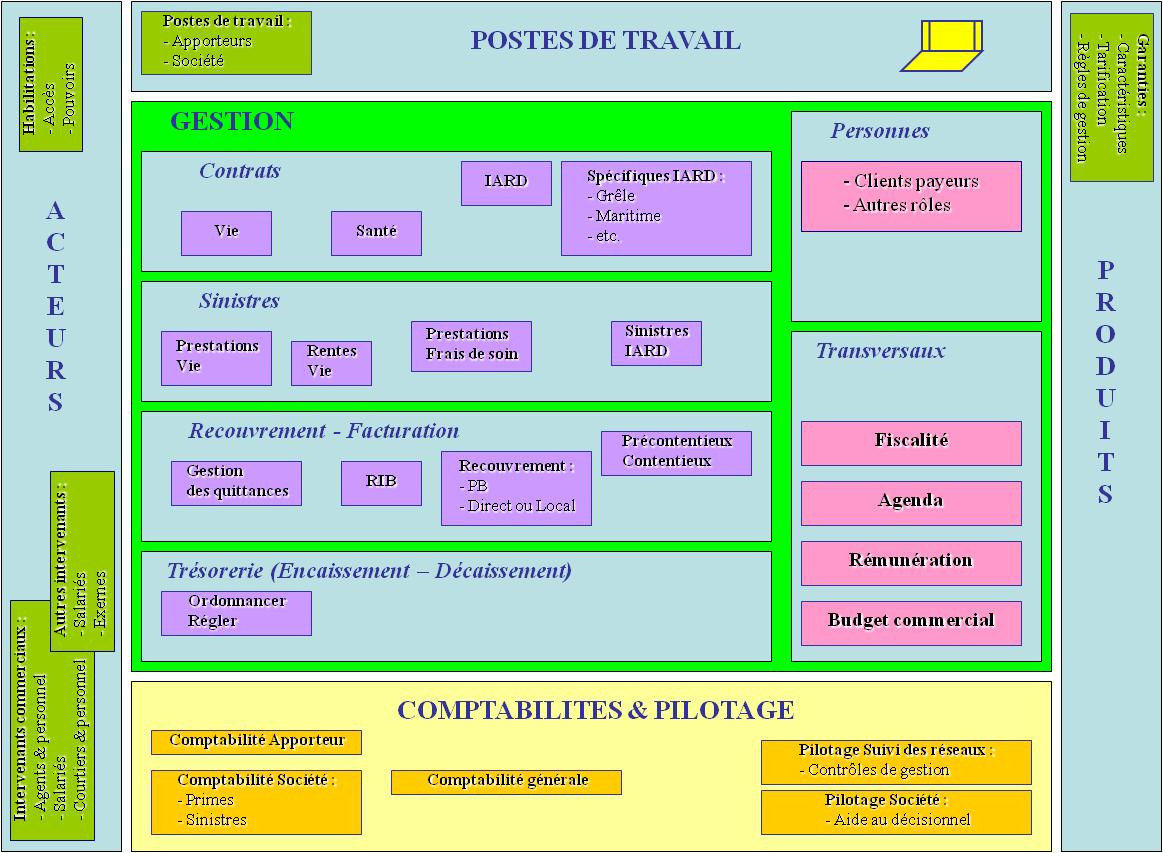 Habilitations :
- Accès
- Pouvoirs
A
C
T
E
U
R
S
Autres intervenants :
- Salariés
- Exernes
Intervenants commerciaux :
- Agents & personnel
- Salariés
- Courtiers & personnel
Postes de travail :
- Apporteurs
- Société
POSTES DE TRAVAIL
GESTION
Contrats
Vie
Santé
IARD
Spécifiques IARD :
- Grêle
- Maritime
- etc.
Sinistres
Prestations
Vie
Rentes
Vie
Prestations
Frais de soin
Sinistres
IARD
Recouvrement - Facturation
Gestion
des quittances
RIB
Recouvrement :
- PB
- Direct ou Local
Précontentieux
Contentieux
Trésorerie (Encaissement – Décaissement)
Ordonnancer
Régler
Personnes
- Clients payeurs
- Autres rôles
Transversaux
Fiscalité
Agenda
Rémunération
Budget commercial
COMPTABILITES & PILOTAGE
Comptabilité Apporteur
Comptabilité Société :
- Primes
- Sinistres
Comptabilité générale
Pilotage Suivi des réseaux :
- Contrôles de gestion
Pilotage Société :
- Aide au décisionnel
Garanties :
- Caractéristiques
- Tarification
- Règles de gestion
P
R
O
D
U
I
T
S